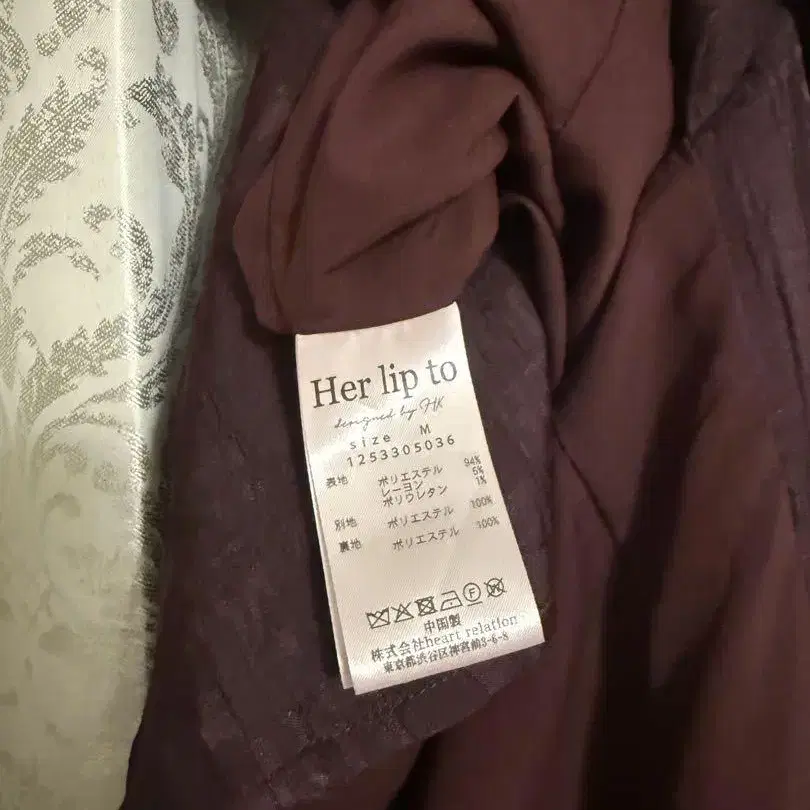 Her lip to
designed by HK
size M
1253305036
表地 ポリエステル 94%
レーヨン 5%
ポリウレタン 1%
別地 ポリエステル 100%
裏地 ポリエステル 100%
F W
中国製
株式会社heart relation
東京都渋谷区神宮前3-6-8